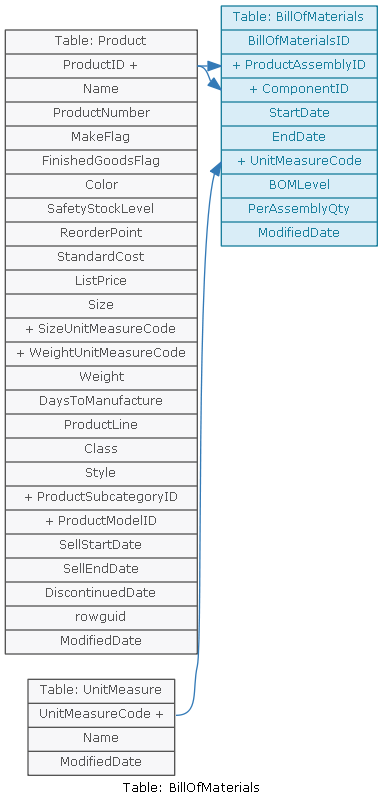 Table: Product
ProductID +
Name
ProductNumber
MakeFlag
FinishedGoodsFlag
Color
SafetyStockLevel
ReorderPoint
StandardCost
ListPrice
Size
+ SizeUnitMeasureCode
+ WeightUnitMeasureCode
Weight
DaysToManufacture
ProductLine
Class
Style
+ ProductSubcategoryID
+ ProductModelID
SellStartDate
SellEndDate
DiscontinuedDate
rowguid
ModifiedDate
Table: BillOfMaterials
BillOfMaterialsID
+ ProductAssemblyID
+ ComponentID
StartDate
EndDate
+ UnitMeasureCode
BOMLevel
PerAssemblyQty
ModifiedDate
Table: UnitMeasure
UnitMeasureCode +
Name
ModifiedDate
Table: BillOfMaterials